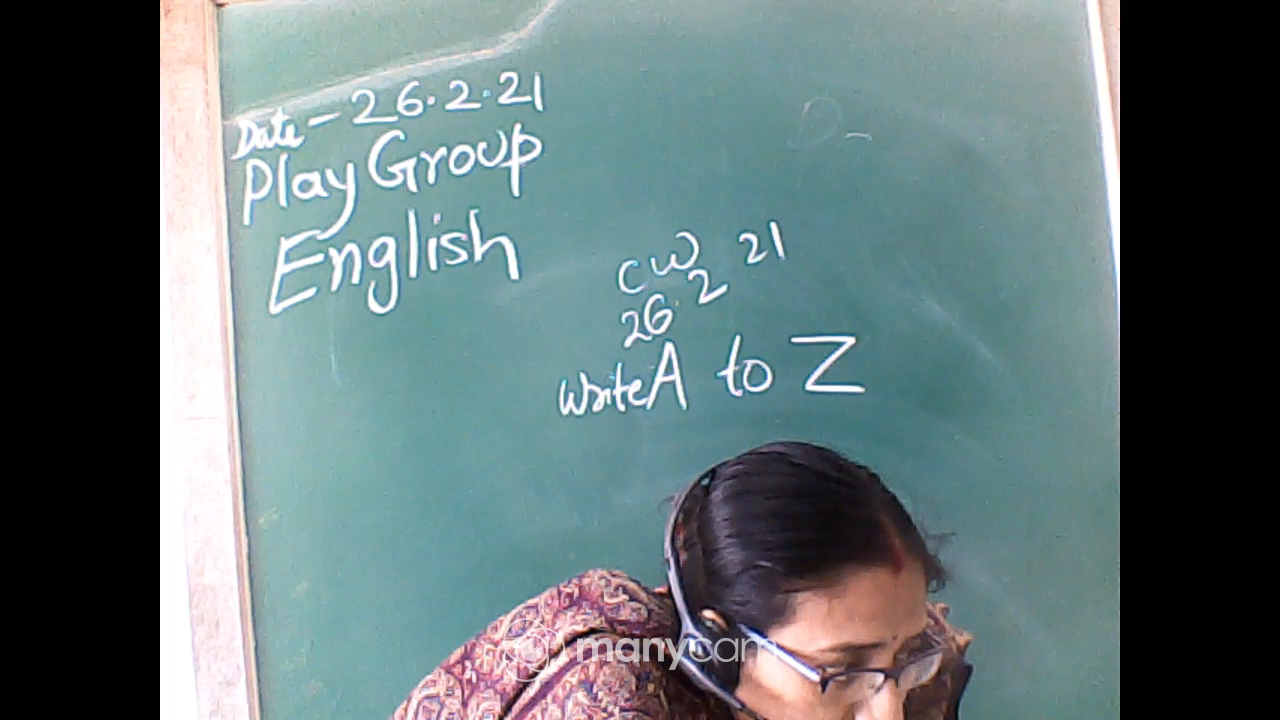 Date - 26.2.21
Play Group
English
CW
26.2 21
Write A to Z
manycam